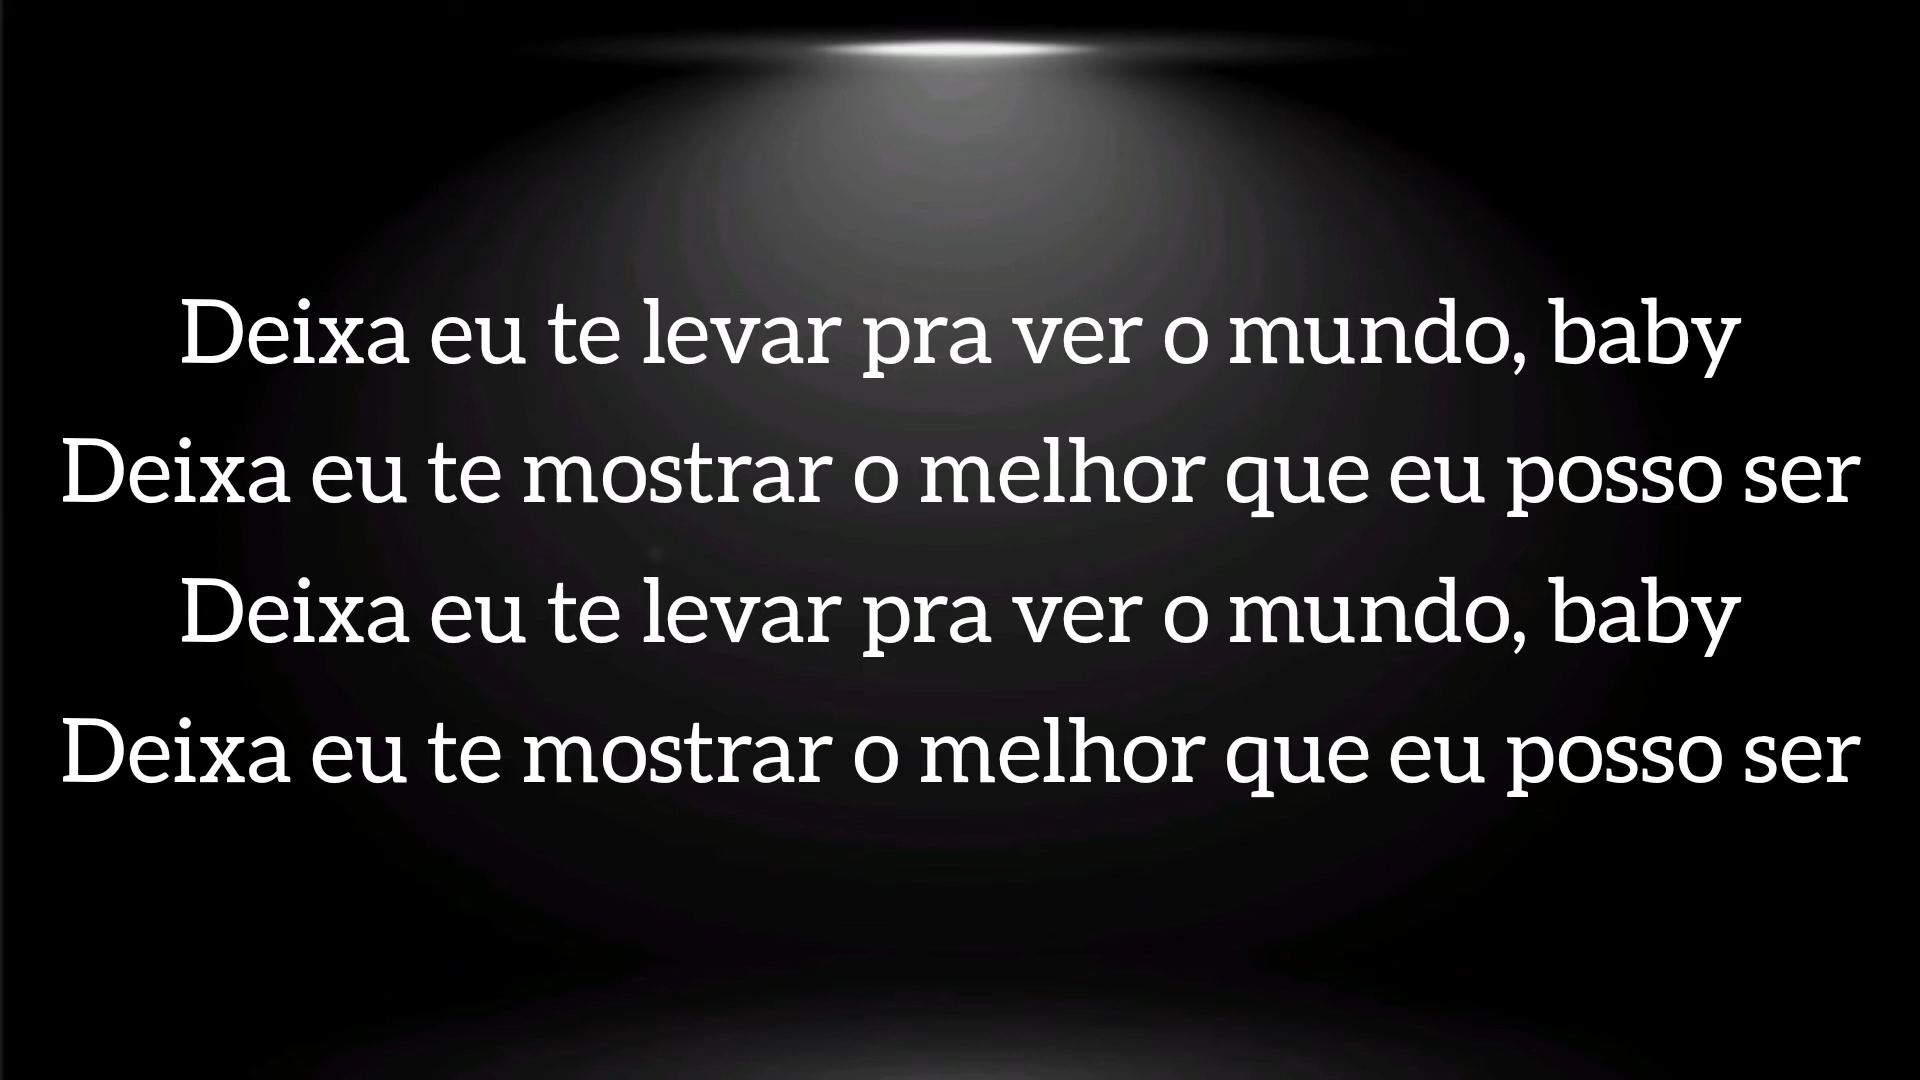 Deixa eu te levar pra ver o mundo, baby
Deixa eu te mostrar o melhor que eu posso ser
Deixa eu te levar pra ver o mundo, baby
Deixa eu te mostrar o melhor que eu posso ser